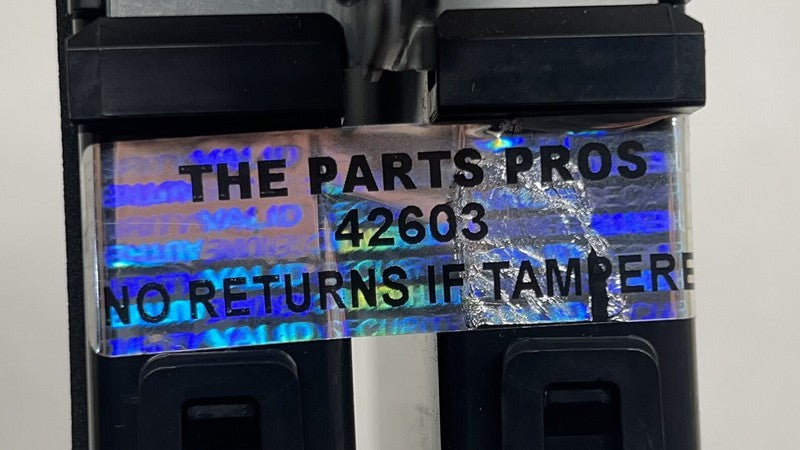 THE PARTS PROS
42603
NO RETURNS IF TAMPERE